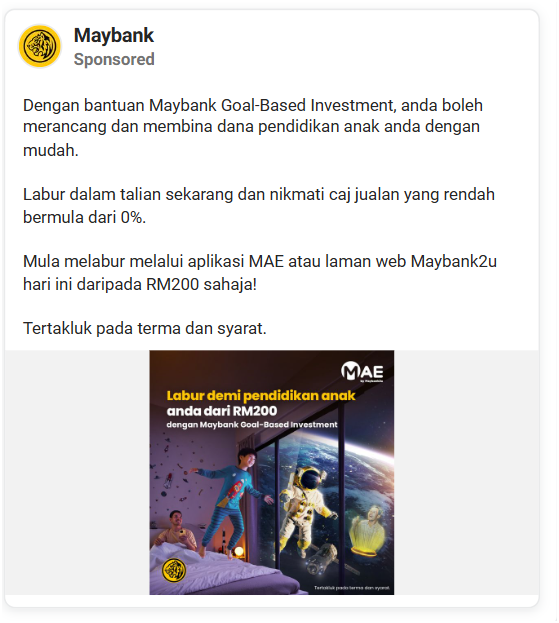 Maybank
Sponsored
Dengan bantuan Maybank Goal-Based Investment, anda boleh
merancang dan membina dana pendidikan anak anda dengan
mudah.
Labur dalam talian sekarang dan nikmati caj jualan yang rendah
bermula dari 0%.
Mula melabur melalui aplikasi MAE atau laman web Maybank2u
hari ini daripada RM200 sahaja!
Tertakluk pada terma dan syarat.
MAE
by Maybank2u
Labur demi pendidikan anak
anda dari RM200
dengan Maybank Goal-Based Investment
Tertakluk pada terma dan syarat.